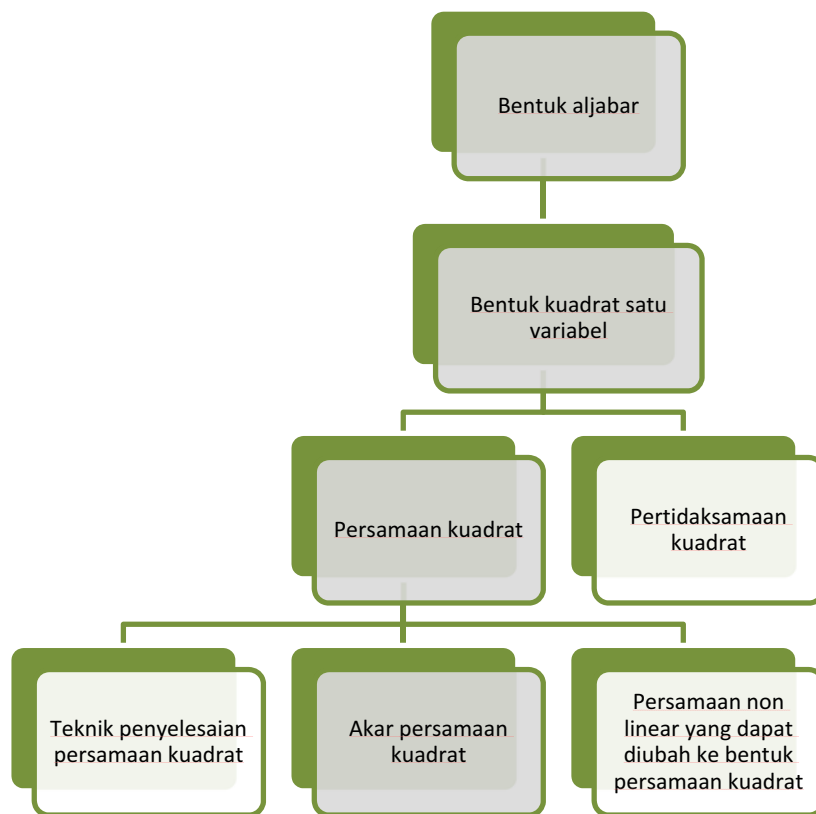 Bentuk aljabar
Bentuk kuadrat satu
variabel
Persamaan kuadrat
Pertidaksamaan
kuadrat
Teknik penyelesaian
persamaan kuadrat
Akar persamaan
kuadrat
Persamaan non
linear yang dapat
diubah ke bentuk
persamaan kuadrat